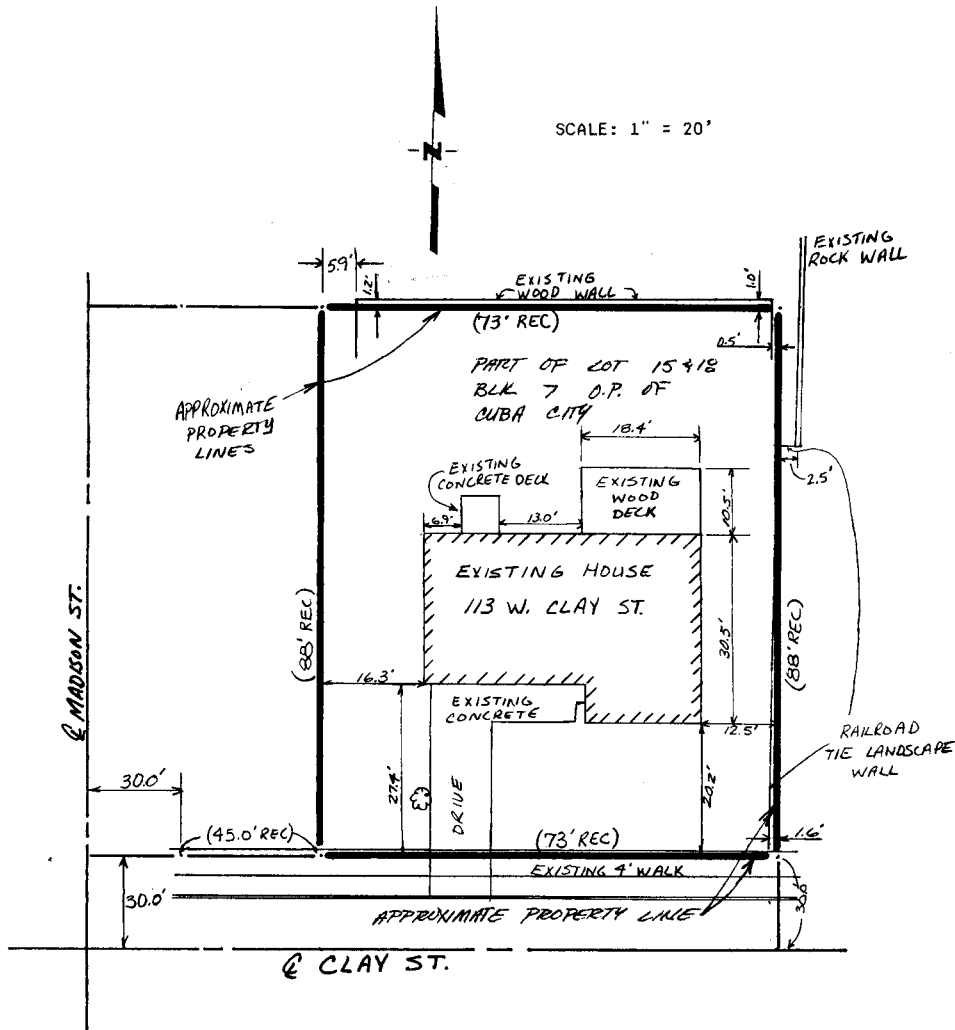 SCALE: 1" = 20'
-N-
EXISTING
ROCK WALL
5.9'
1.2'
EXISTING
WOOD WALL
1.0'
(73' REC)
0.5'
PART OF LOT 15 & 18
BLK 7 O.P. OF
CUBA CITY
APPROXIMATE
PROPERTY
LINES
18.4'
EXISTING
CONCRETE DECK
EXISTING
WOOD
DECK
2.5'
10.5'
6.9'
13.0'
EXISTING HOUSE
113 W. CLAY ST.
30.5'
℄ MADISON ST.
(88' REC)
(88' REC)
16.3'
EXISTING
CONCRETE
12.5'
RAILROAD
TIE LANDSCAPE
WALL
27.4'
DRIVE
20.2'
30.0'
(45.0' REC)
(73' REC)
1.6'
EXISTING 4' WALK
30.0'
30.0'
APPROXIMATE PROPERTY LINE
℄ CLAY ST.